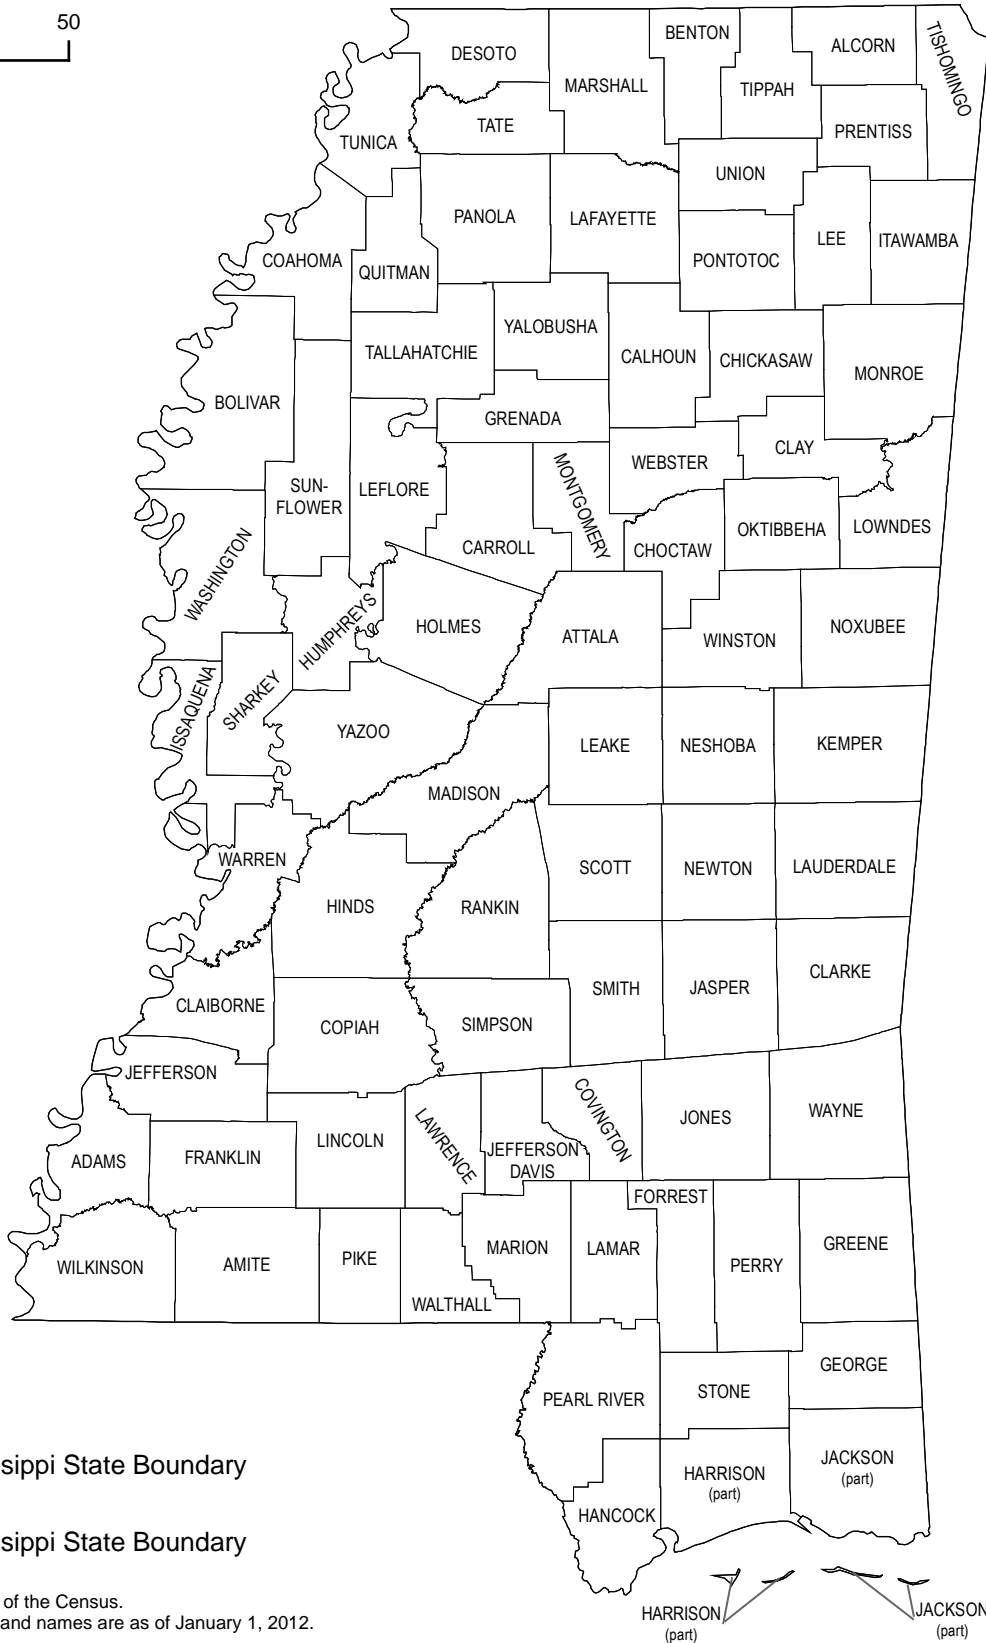 50
DESOTO
BENTON
ALCORN
TISHOMINGO
MARSHALL
TIPPAH
TATE
PRENTISS
TUNICA
UNION
PANOLA
LAFAYETTE
LEE
ITAWAMBA
COAHOMA
QUITMAN
PONTOTOC
YALOBUSHA
TALLAHATCHIE
CALHOUN
CHICKASAW
MONROE
BOLIVAR
GRENADA
CLAY
WEBSTER
SUN-
FLOWER
LEFLORE
MONTGOMERY
OKTIBBEHA
LOWNDES
CARROLL
CHOCTAW
WASHINGTON
HUMPHREYS
HOLMES
ATTALA
WINSTON
NOXUBEE
ISSAQUENA
SHARKEY
YAZOO
LEAKE
NESHOBA
KEMPER
MADISON
WARREN
SCOTT
NEWTON
LAUDERDALE
HINDS
RANKIN
CLARKE
SMITH
JASPER
CLAIBORNE
COPIAH
SIMPSON
JEFFERSON
COVINGTON
JONES
WAYNE
LINCOLN
LAWRENCE
JEFFERSON
DAVIS
ADAMS
FRANKLIN
FORREST
WILKINSON
AMITE
PIKE
MARION
LAMAR
PERRY
GREENE
WALTHALL
GEORGE
PEARL RIVER
STONE
JACKSON
(part)
HARRISON
(part)
HANCOCK
sippi State Boundary
sippi State Boundary
of the Census.
and names are as of January 1, 2012.
HARRISON
(part)
JACKSON
(part)